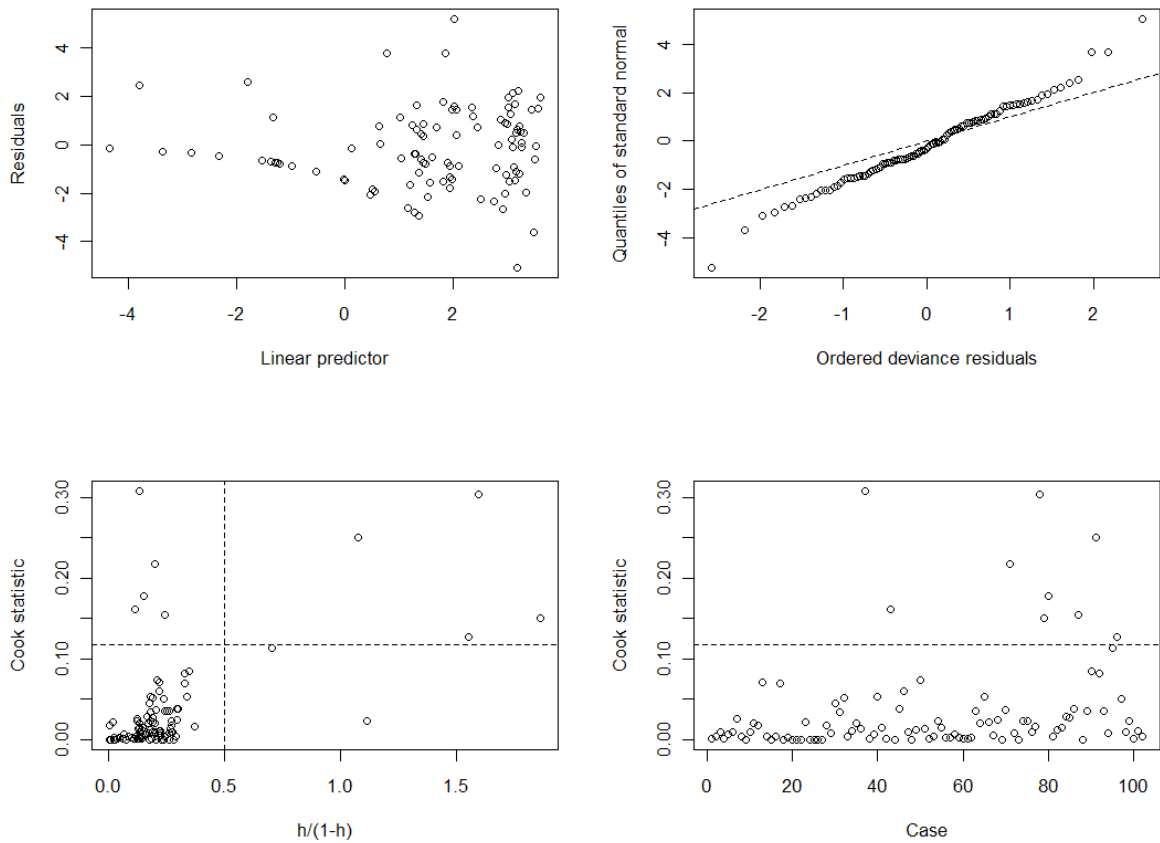 4
2
0
-2
-4
Residuals
-4 -2 0 2
Linear predictor
4
2
0
-2
-4
Quantiles of standard normal
-2 -1 0 1 2
Ordered deviance residuals
0.30
0.20
0.10
0.00
Cook statistic
0.0 0.5 1.0 1.5
h/(1-h)
0.30
0.20
0.10
0.00
Cook statistic
0 20 40 60 80 100
Case